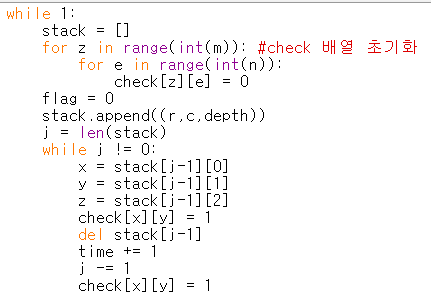 while 1:
    stack = []
    for z in range(int(m)): #check 배열 초기화
        for e in range(int(n)):
            check[z][e] = 0
    flag = 0
    stack.append((r,c,depth))
    j = len(stack)
    while j != 0:
        x = stack[j-1][0]
        y = stack[j-1][1]
        z = stack[j-1][2]
        check[x][y] = 1
        del stack[j-1]
        time += 1
        j -= 1
        check[x][y] = 1